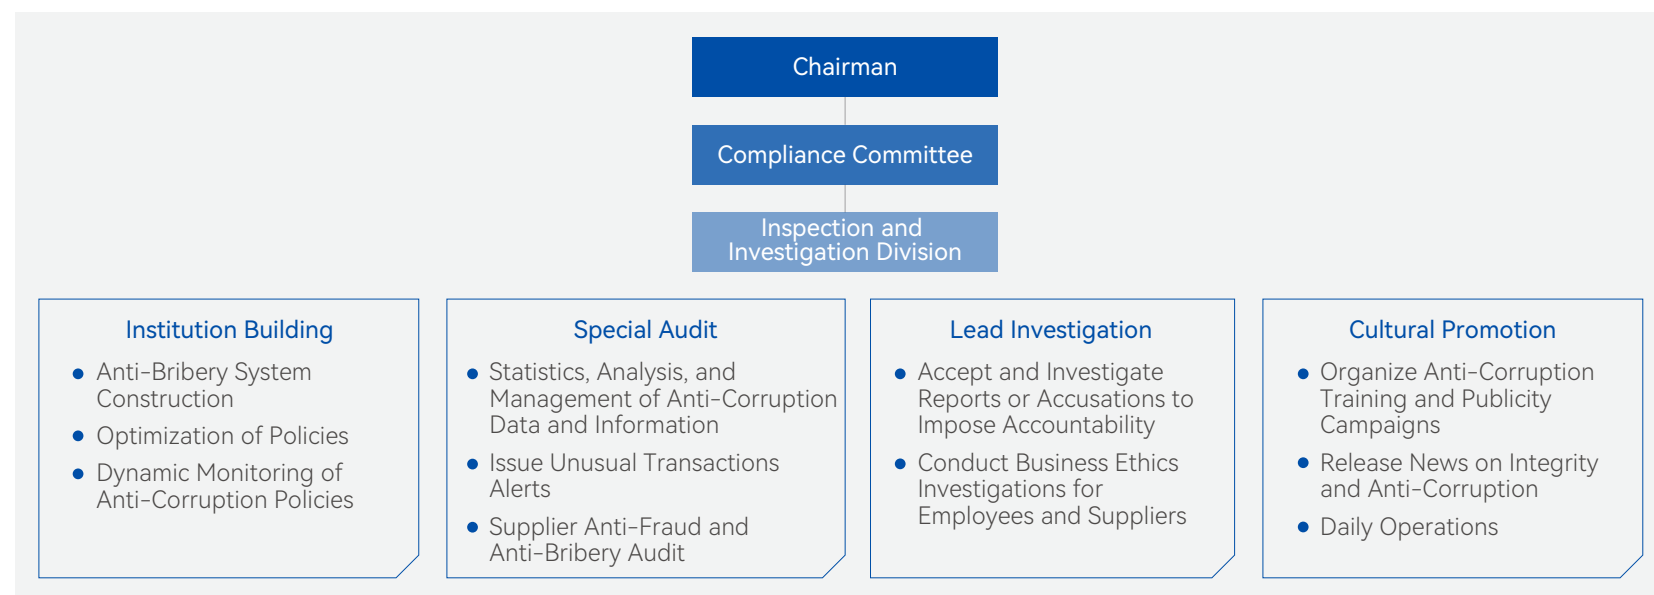 Chairman
Compliance Committee
Inspection and
Investigation Division
Institution Building
Anti-Bribery System
Construction
Optimization of Policies
Dynamic Monitoring of
Anti-Corruption Policies
Special Audit
Statistics, Analysis, and
Management of Anti-Corruption
Data and Information
Issue Unusual Transactions
Alerts
Supplier Anti-Fraud and
Anti-Bribery Audit
Lead Investigation
Accept and Investigate
Reports or Accusations to
Impose Accountability
Conduct Business Ethics
Investigations for
Employees and Suppliers
Cultural Promotion
Organize Anti-Corruption
Training and Publicity
Campaigns
Release News on Integrity
and Anti-Corruption
Daily Operations